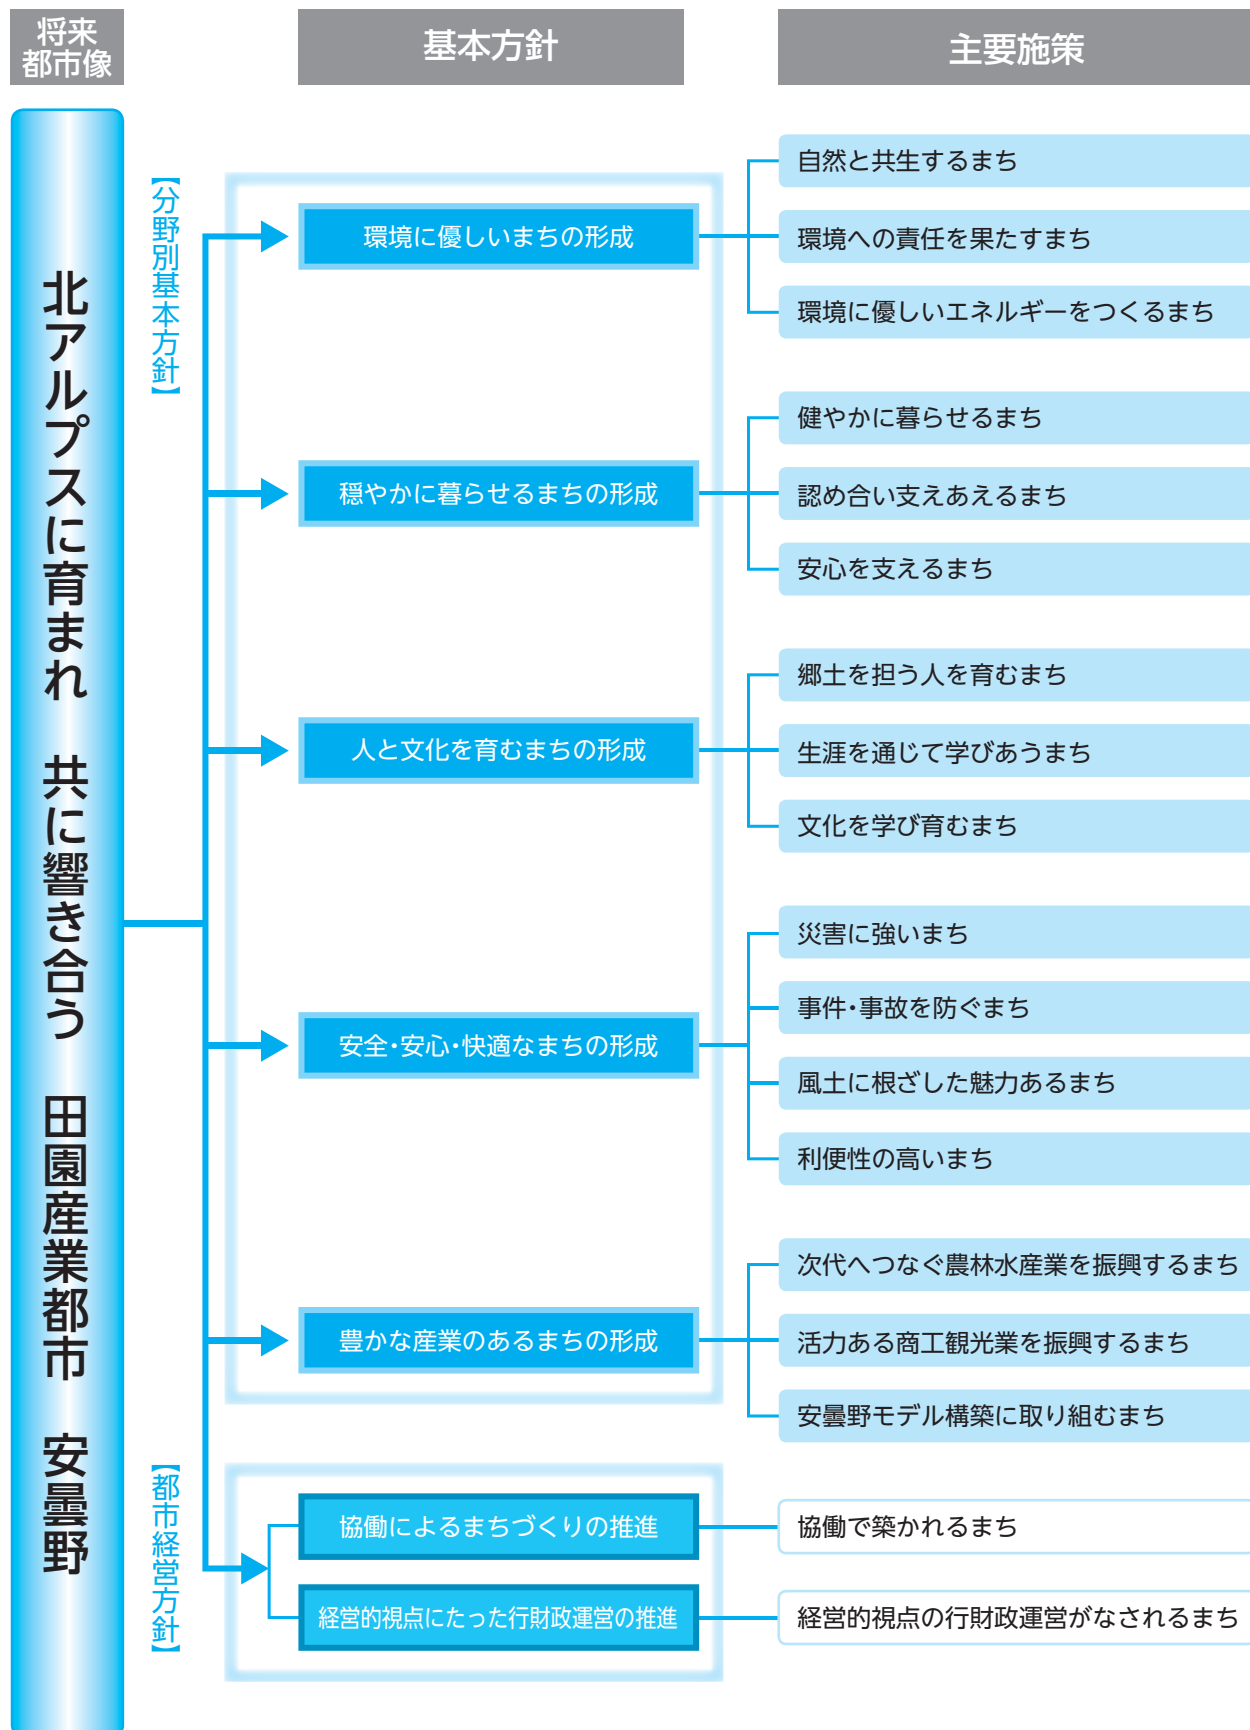 将来
都市像
基本方針
主要施策
北アルプスに育まれ 共に響き合う 田園産業都市 安曇野
【分野別基本方針】
環境に優しいまちの形成
自然と共生するまち
環境への責任を果たすまち
環境に優しいエネルギーをつくるまち
穏やかに暮らせるまちの形成
健やかに暮らせるまち
認め合い支えあえるまち
安心を支えるまち
人と文化を育むまちの形成
郷土を担う人を育むまち
生涯を通じて学びあうまち
文化を学び育むまち
安全・安心・快適なまちの形成
災害に強いまち
事件・事故を防ぐまち
風土に根ざした魅力あるまち
利便性の高いまち
豊かな産業のあるまちの形成
次代へつなぐ農林水産業を振興するまち
活力ある商工観光業を振興するまち
安曇野モデル構築に取り組むまち
【都市経営方針】
協働によるまちづくりの推進
協働で築かれるまち
経営的視点にたった行財政運営の推進
経営的視点の行財政運営がなされるまち